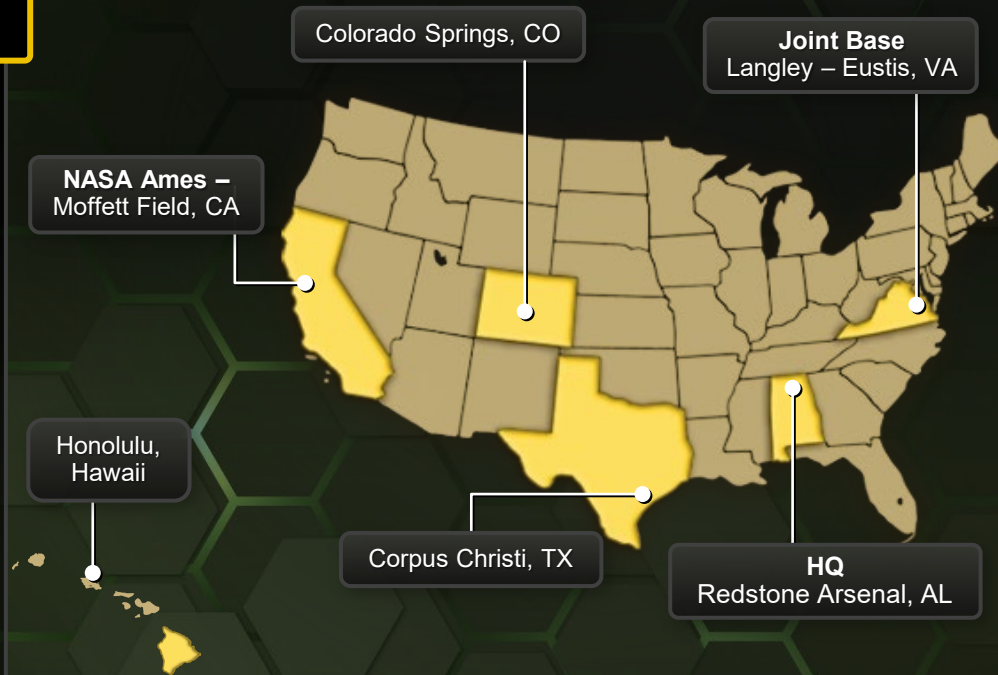 Colorado Springs, CO
Joint Base
Langley – Eustis, VA
NASA Ames –
Moffett Field, CA
Honolulu,
Hawaii
Corpus Christi, TX
HQ
Redstone Arsenal, AL